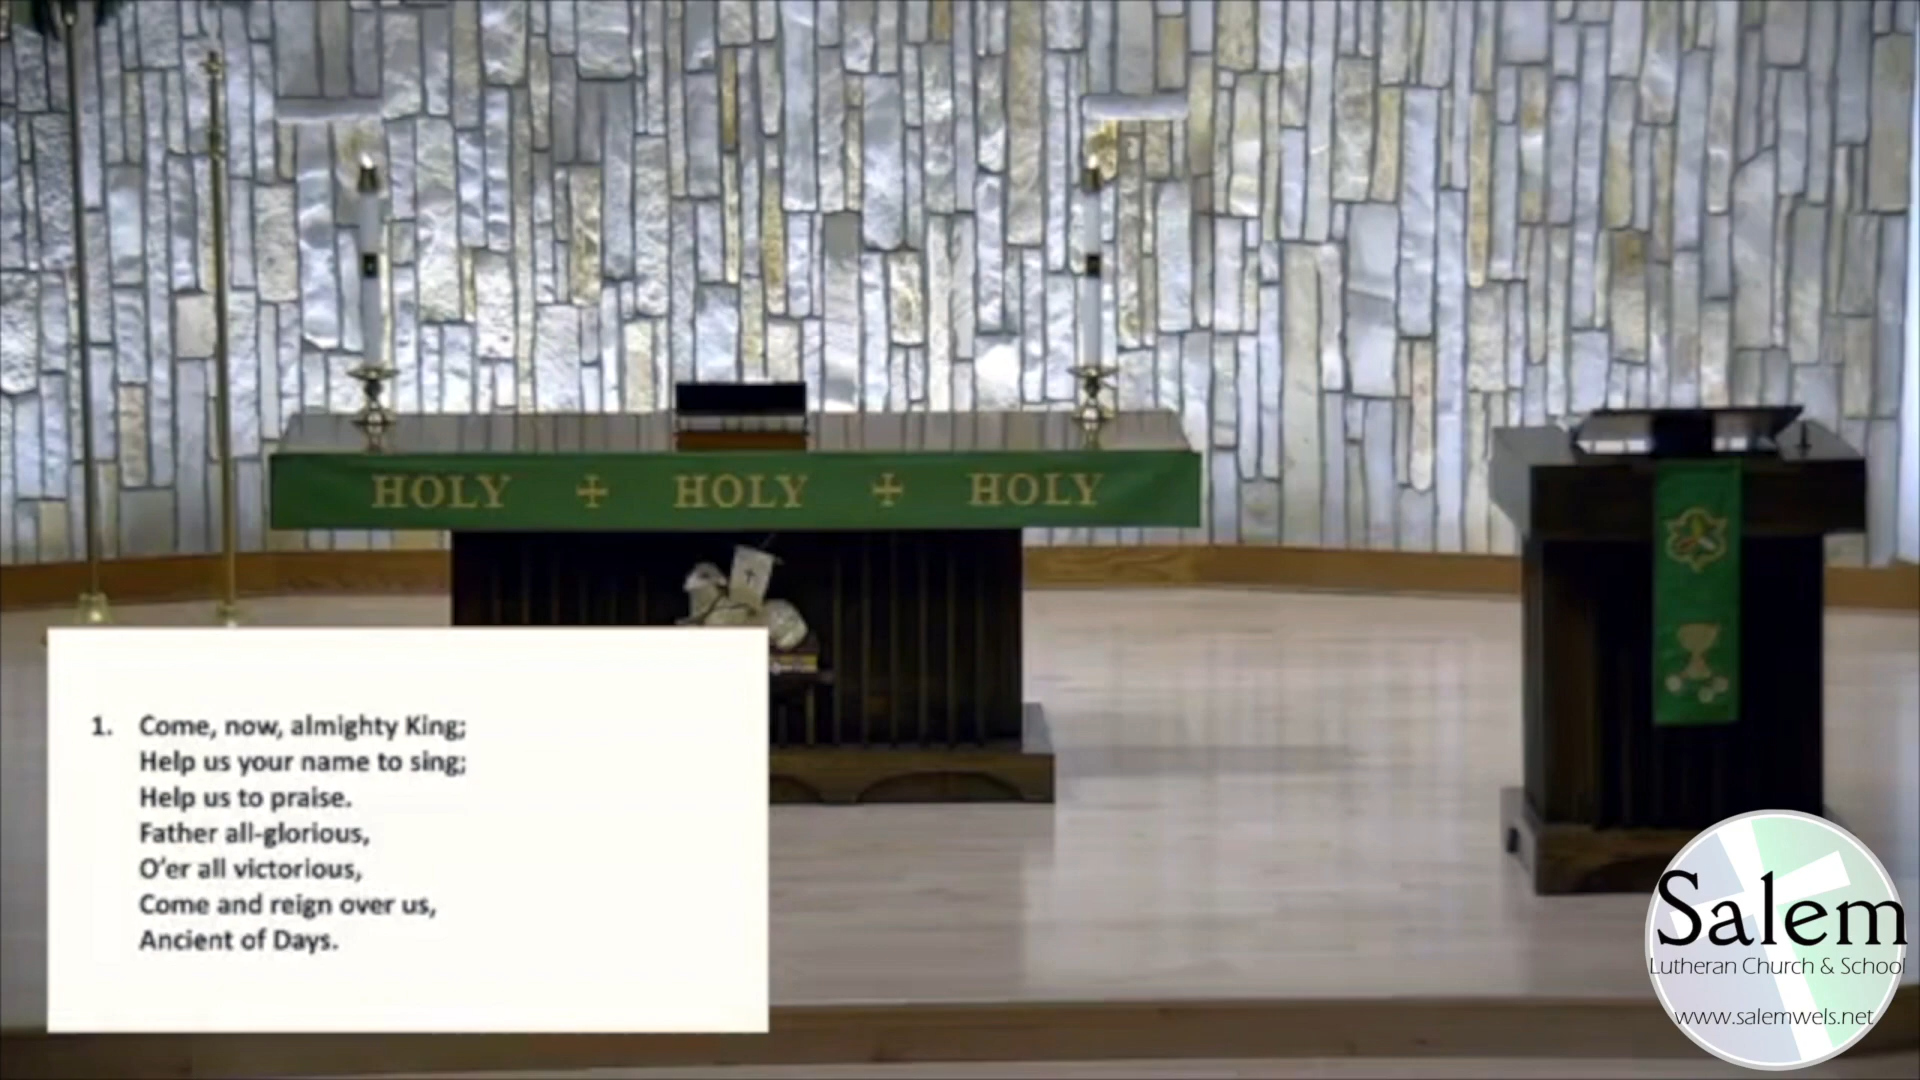 HOLY HOLY HOLY
1. Come, now, almighty King;
Help us your name to sing;
Help us to praise.
Father all-glorious,
O'er all victorious,
Come and reign over us,
Ancient of Days.
Salem
Lutheran Church & School
www.salemwels.net